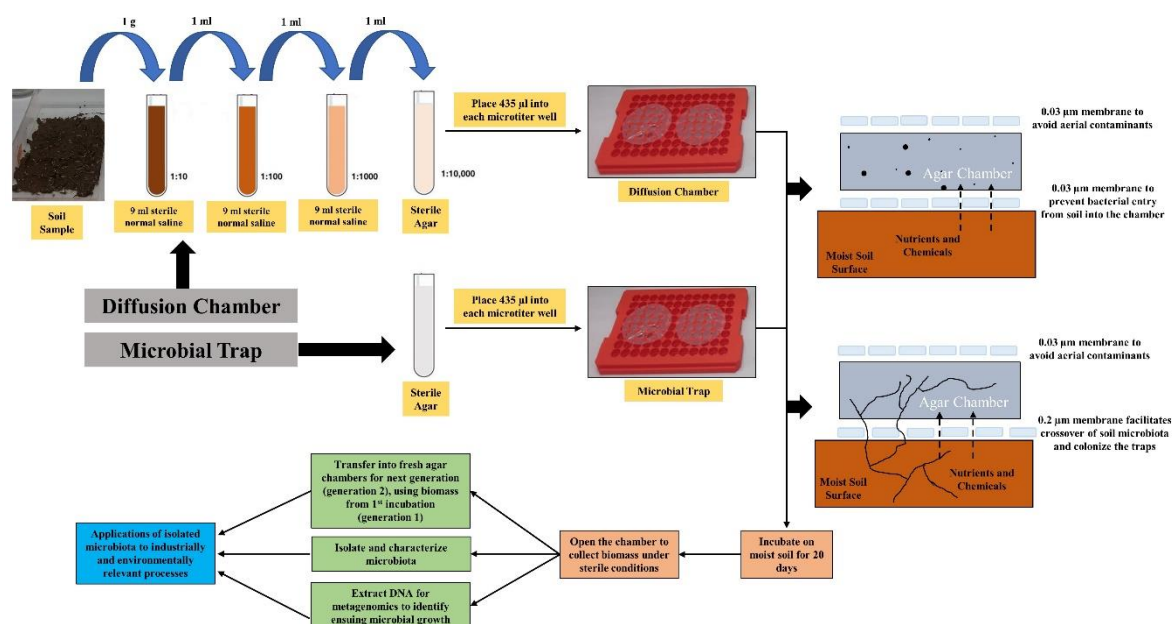 1 g
1 ml
1 ml
1 ml
1:10
1:100
1:1000
1:10,000
Soil
Sample
9 ml sterile
normal saline
9 ml sterile
normal saline
9 ml sterile
normal saline
Sterile
Agar
Place 435 µl into
each microtiter well
Diffusion Chamber
0.03 µm membrane to
avoid aerial contaminants
Agar Chamber
0.03 µm membrane to
prevent bacterial entry
from soil into the chamber
Nutrients and
Chemicals
Moist Soil
Surface
Diffusion Chamber
Microbial Trap
Sterile
Agar
Place 435 µl into
each microtiter well
Microbial Trap
0.03 µm membrane to
avoid aerial contaminants
Agar Chamber
0.2 µm membrane facilitates
crossover of soil microbiota
and colonize the traps
Moist Soil
Surface
Nutrients and
Chemicals
Transfer into fresh agar
chambers for next generation
(generation 2), using biomass
from 1st incubation
(generation 1)
Applications of isolated
microbiota to industrially
and environmentally
relevant processes
Isolate and characterize
microbiota
Open the chamber to
collect biomass under
sterile conditions
Incubate on
moist soil for 20
days
Extract DNA for
metagenomics to identify
ensuing microbial growth